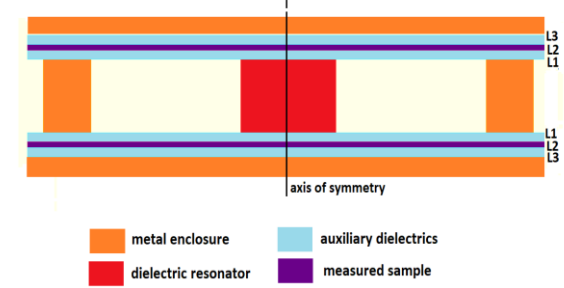 L3
L2
L1
L1
L2
L3
axis of symmetry
metal enclosure
auxiliary dielectrics
dielectric resonator
measured sample